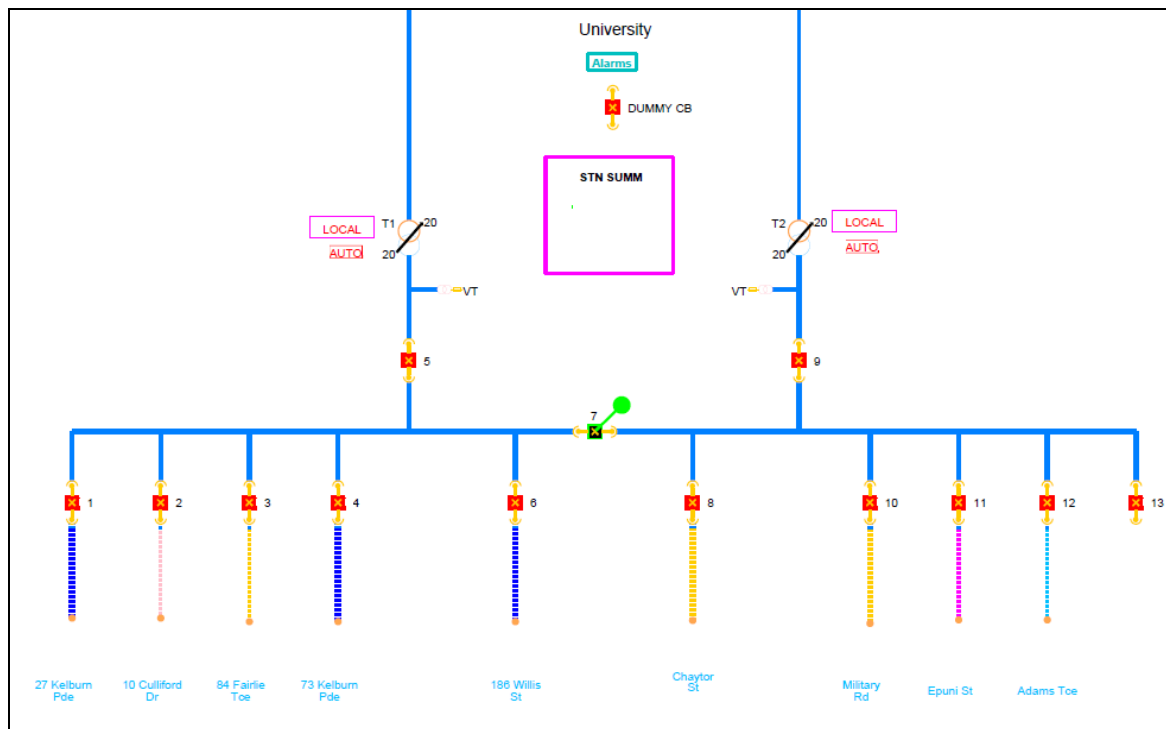 University
Alarms
DUMMY CB
STN SUMM
LOCAL
T1
20
AUTO
20
T2
20
LOCAL
20
AUTO
VT
VT
5
9
7
1
2
3
4
6
8
10
11
12
13
27 Kelburn
Pde
10 Culliford
Dr
84 Fairlie
Tce
73 Kelburn
Pde
186 Willis
St
Chaytor
St
Military
Rd
Epuni St
Adams Tce